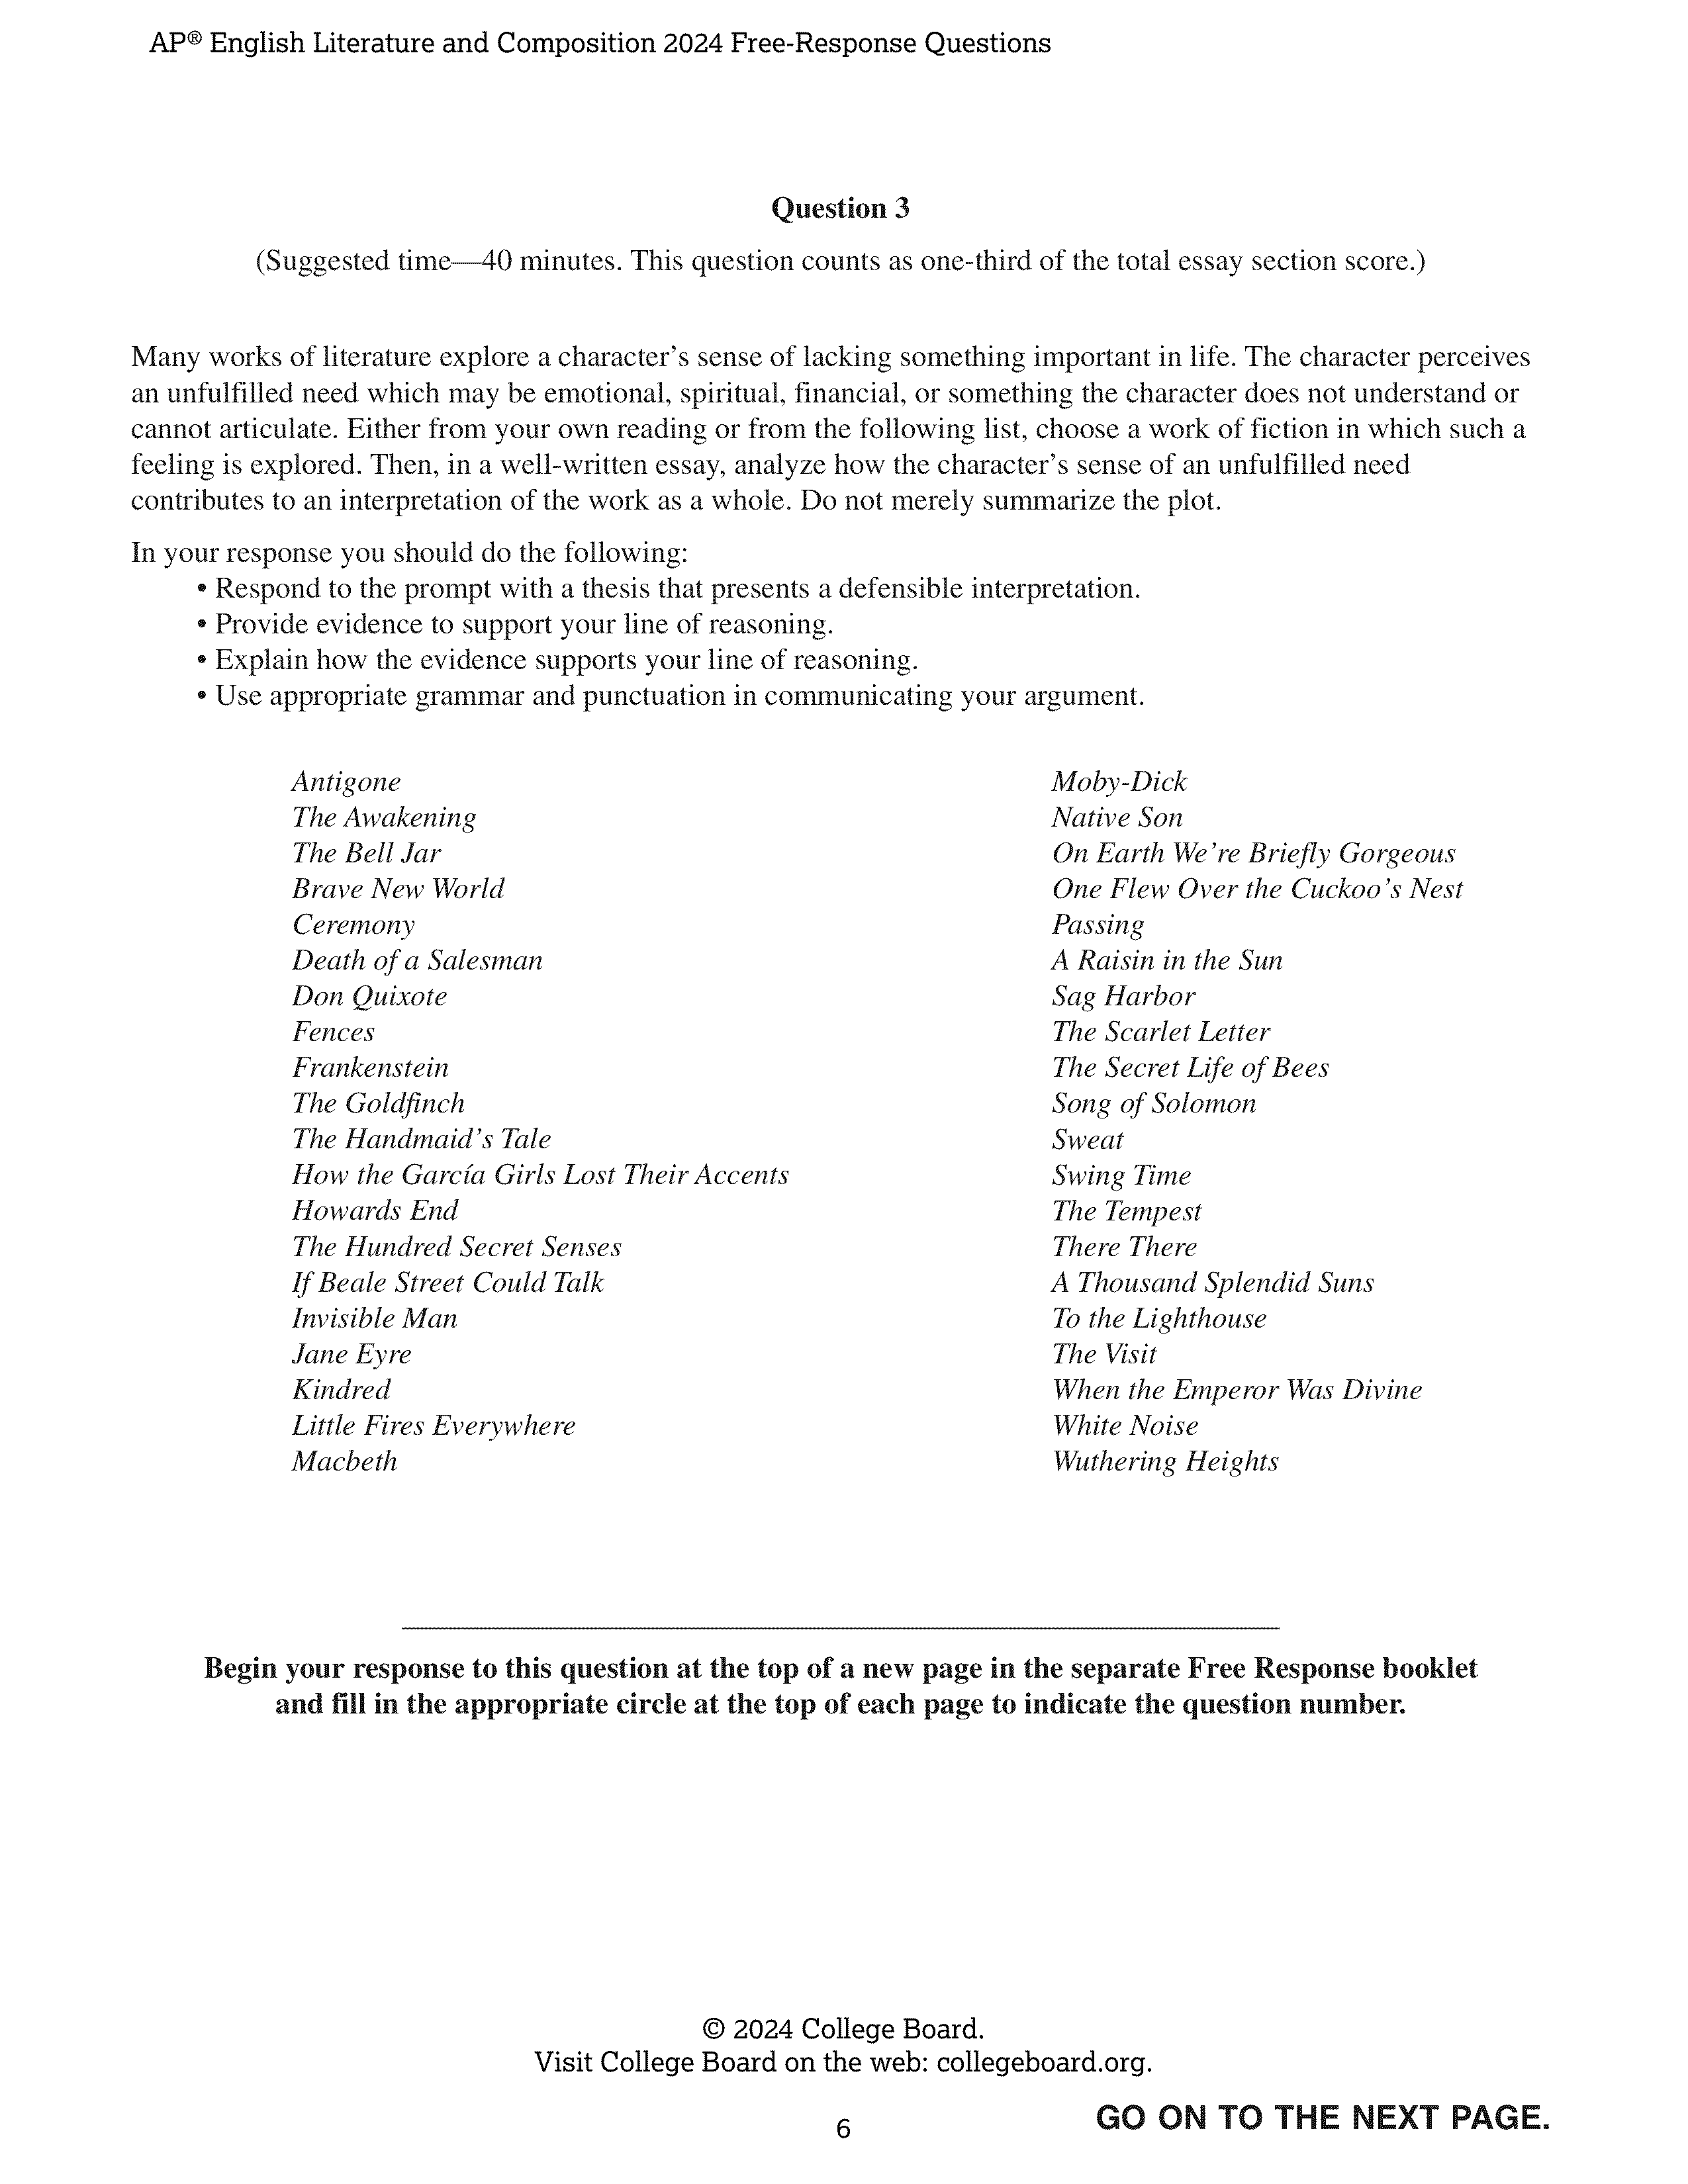 AP® English Literature and Composition 2024 Free-Response Questions
Question 3
(Suggested time—40 minutes. This question counts as one-third of the total essay section score.)
Many works of literature explore a character's sense of lacking something important in life. The character perceives
an unfulfilled need which may be emotional, spiritual, financial, or something the character does not understand or
cannot articulate. Either from your own reading or from the following list, choose a work of fiction in which such a
feeling is explored. Then, in a well-written essay, analyze how the character's sense of an unfulfilled need
contributes to an interpretation of the work as a whole. Do not merely summarize the plot.
In your response you should do the following:
• Respond to the prompt with a thesis that presents a defensible interpretation.
• Provide evidence to support your line of reasoning.
• Explain how the evidence supports your line of reasoning.
• Use appropriate grammar and punctuation in communicating your argument.
Antigone
The Awakening
The Bell Jar
Brave New World
Ceremony
Death of a Salesman
Don Quixote
Fences
Frankenstein
The Goldfinch
The Handmaid's Tale
How the García Girls Lost Their Accents
Howards End
The Hundred Secret Senses
If Beale Street Could Talk
Invisible Man
Jane Eyre
Kindred
Little Fires Everywhere
Macbeth
Moby-Dick
Native Son
On Earth We're Briefly Gorgeous
One Flew Over the Cuckoo's Nest
Passing
A Raisin in the Sun
Sag Harbor
The Scarlet Letter
The Secret Life of Bees
Song of Solomon
Sweat
Swing Time
The Tempest
There There
A Thousand Splendid Suns
To the Lighthouse
The Visit
When the Emperor Was Divine
White Noise
Wuthering Heights
Begin your response to this question at the top of a new page in the separate Free Response booklet
and fill in the appropriate circle at the top of each page to indicate the question number.
© 2024 College Board.
Visit College Board on the web: collegeboard.org.
6
GO ON TO THE NEXT PAGE.